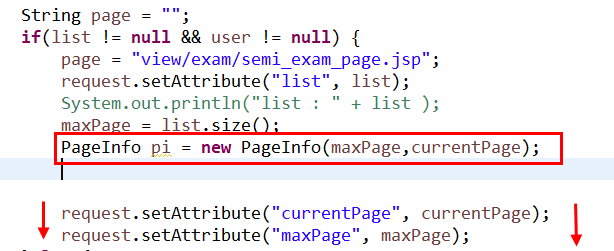 String page = "";
if(list != null && user != null) {
page = "view/exam/semi_exam_page.jsp";
request.setAttribute("list", list);
System.out.println("list : " + list );
maxPage = list.size();
PageInfo pi = new PageInfo(maxPage,currentPage);
request.setAttribute("currentPage", currentPage);
request.setAttribute("maxPage", maxPage);